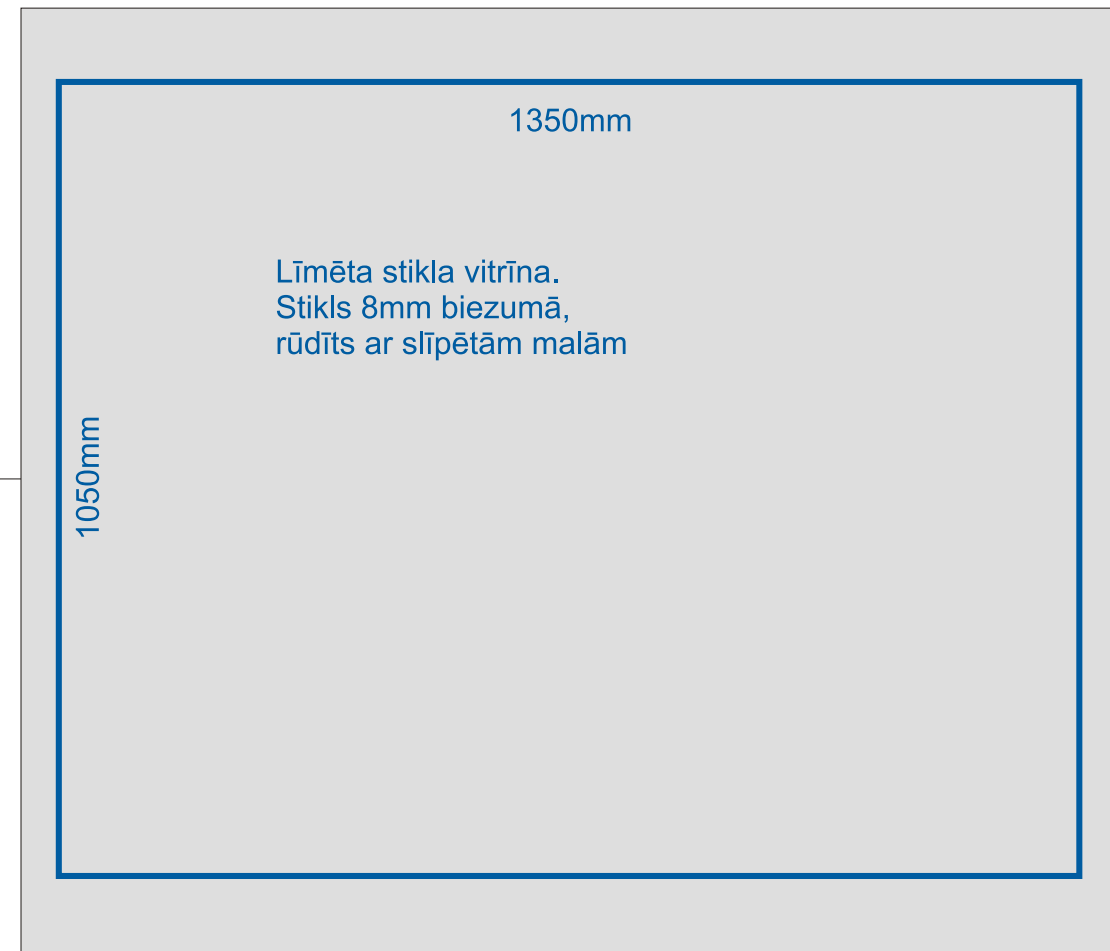 1350mm
Līmēta stikla vitrīna.
Stikls 8mm biezumā,
rūdīts ar slīpētām malām
1050mm